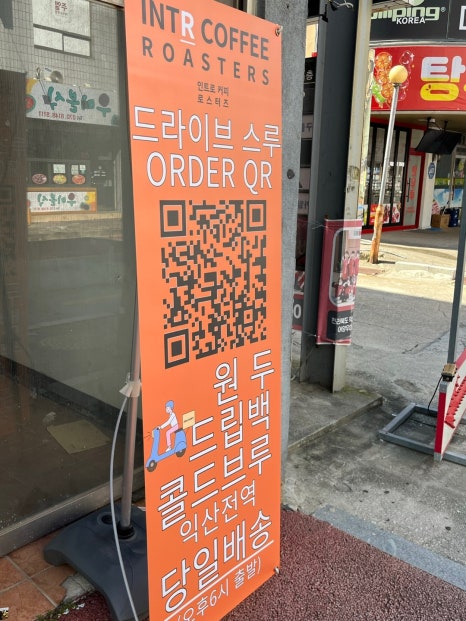 INTR COFFEE
ROASTERS
인트로 커피
로스터즈
드라이브 스루
ORDER QR
원두
드립백
콜드브루
익산전역
당일배송
(오후6시 출발)
KOREA
탕